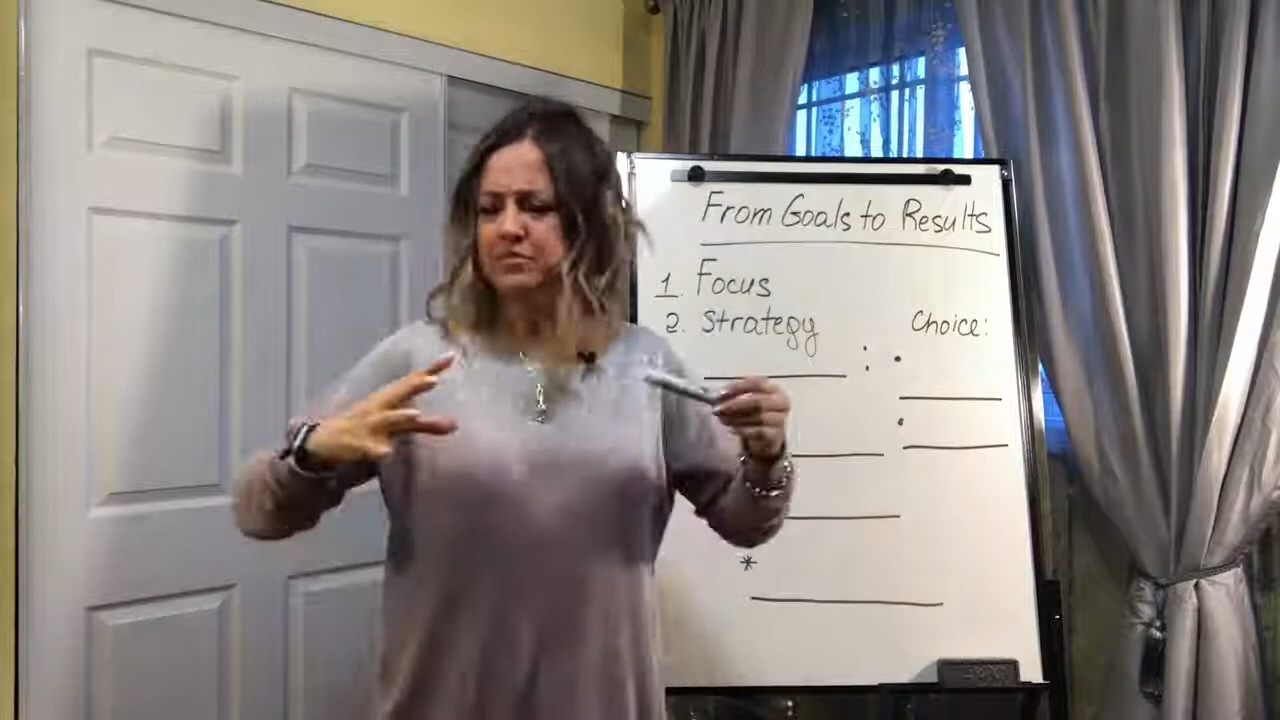 From Goals to Results
1. Focus
2. Strategy
Choice:
*